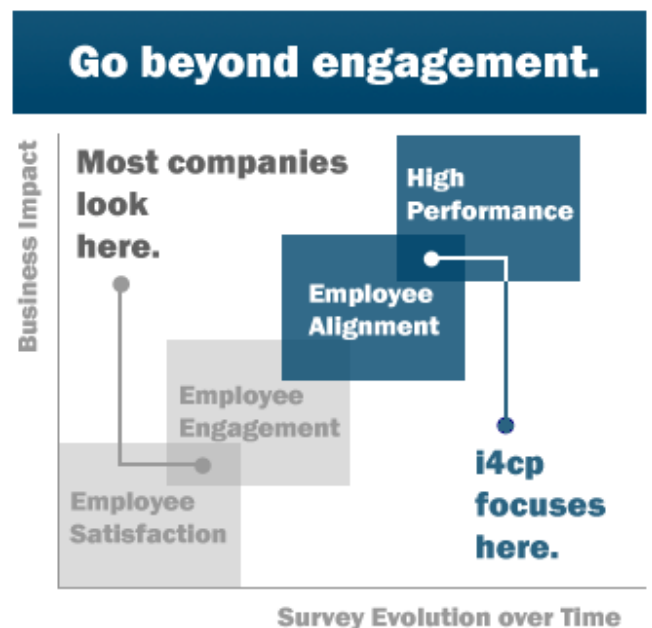 Go beyond engagement.
Business Impact
Most companies
look
here.
High
Performance
Employee
Alignment
Employee
Engagement
Employee
Satisfaction
i4cp
focuses
here.
Survey Evolution over Time